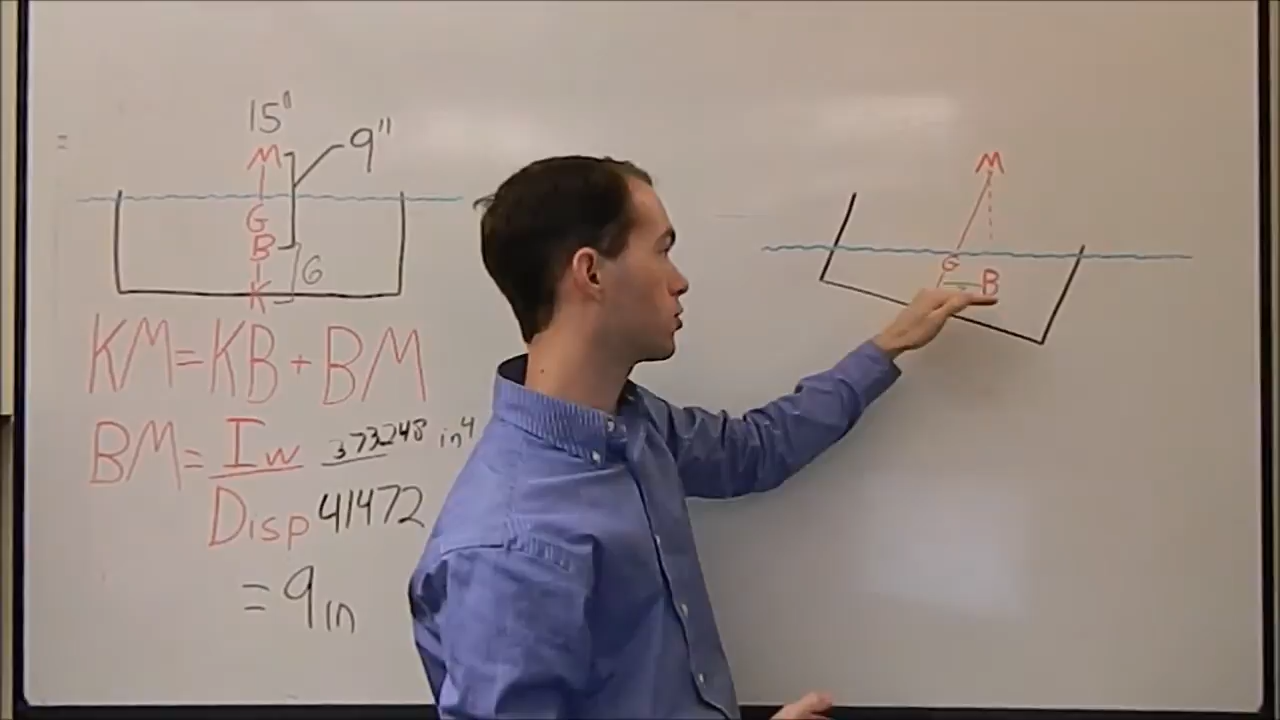 15"
M
9"
G
B
6
K
KM=KB+BM
BM= Iw 373248 in⁴
Disp 41472
= 9in
M
G
B